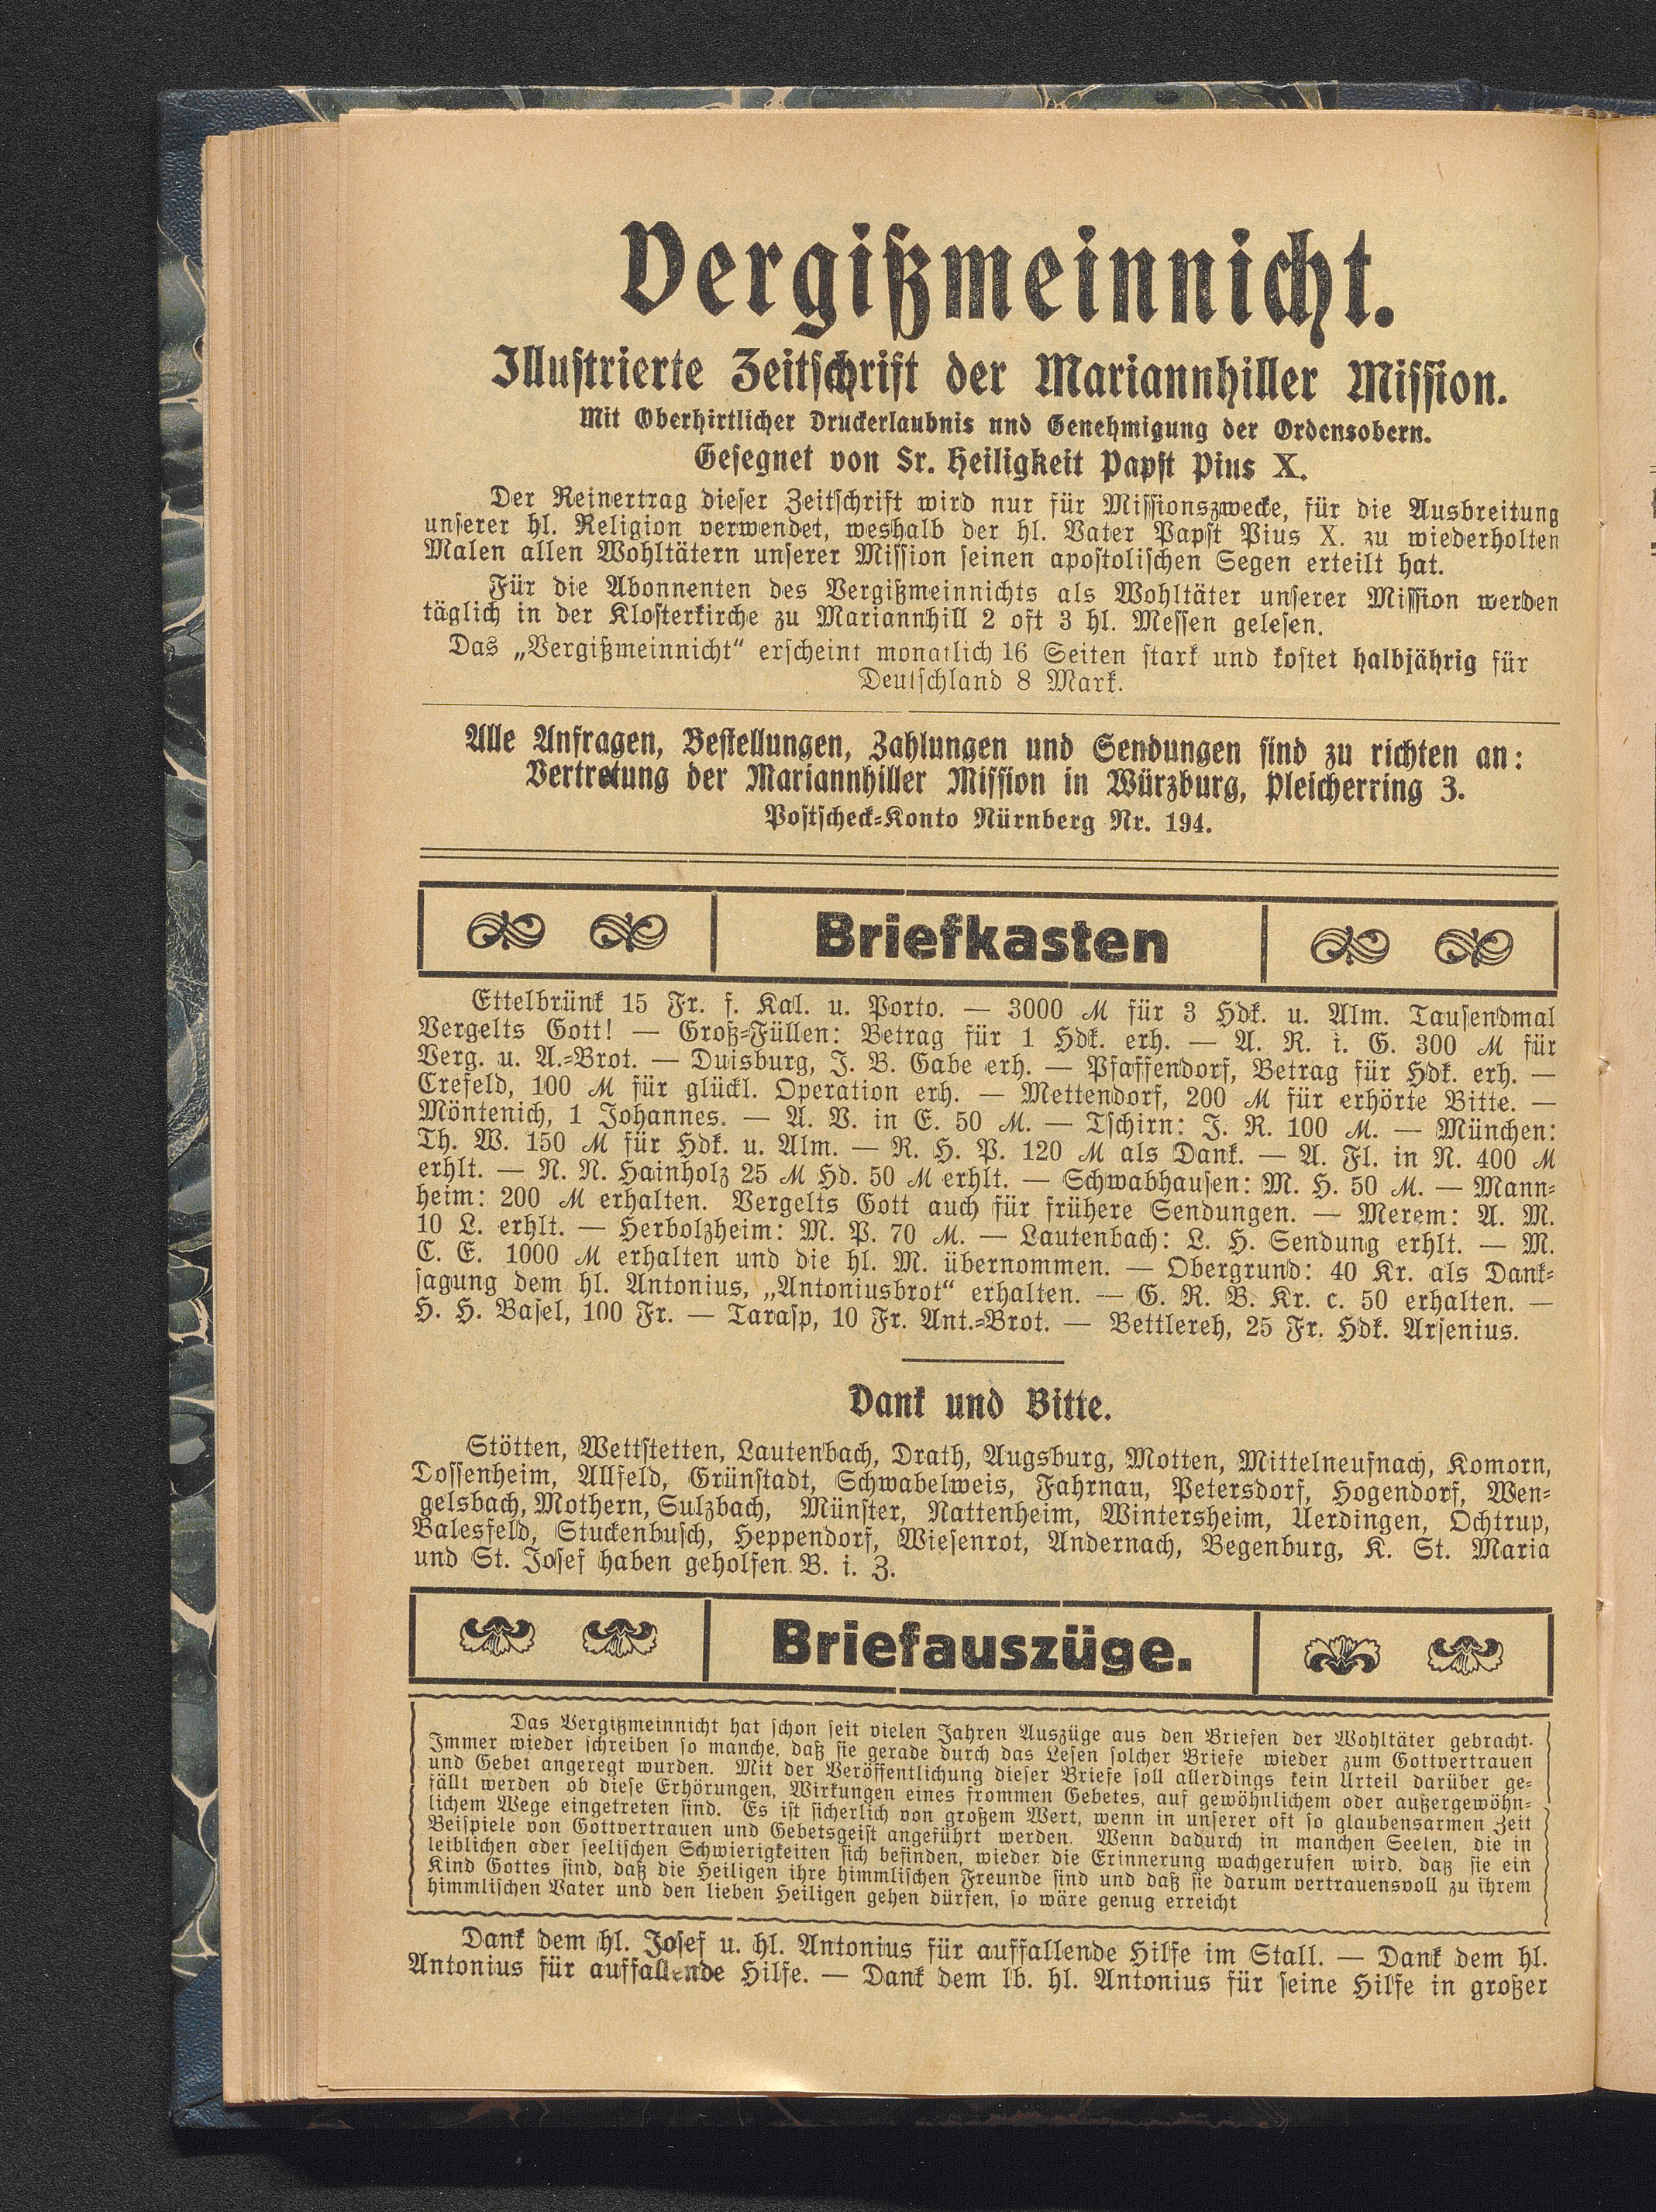 Vergißmeinnicht.
Illustrierte Zeitschrift der Mariannhiller Mission.
Mit Oberhirtlicher Druckerlaubnis und Genehmigung der Ordensobern.
Gesegnet von Sr. Heiligkeit Papst Pius X.
Der Reinertrag dieser Zeitschrift wird nur für Missionszwecke, für die Ausbreitung
unserer hl. Religion verwendet, weshalb der hl. Vater Papst Pius X. zu wiederholten
Malen allen Wohltätern unserer Mission seinen apostolischen Segen erteilt hat.
Für die Abonnenten des Vergißmeinnichts als Wohltäter unserer Mission werden
täglich in der Klosterkirche zu Mariannhill 2 oft 3 hl. Messen gelesen.
Das „Vergißmeinnicht“ erscheint monatlich 16 Seiten stark und kostet halbjährig für
Deutschland 8 Mark.
Alle Anfragen, Bestellungen, Zahlungen und Sendungen sind zu richten an:
Vertretung der Mariannhiller Mission in Würzburg, Pleicherring 3.
Postscheck-Konto Nürnberg Nr. 194.
Briefkasten
Ettelbrünk 15 Fr. f. Kal. u. Porto. — 3000 M für 3 Hdk. u. Alm. Tausendmal
Vergelts Gott! — Groß-Füllen: Betrag für 1 Hdk. erh. — A. R. i. G. 300 M für
Verg. u. A.-Brot. — Duisburg, J. B. Gabe erh. — Pfaffendorf, Betrag für Hdk. erh. —
Crefeld, 100 M für glückl. Operation erh. — Mettendorf, 200 M für erhörte Bitte. —
Möntenich, 1 Johannes. — A. V. in E. 50 M. — Tschirn: J. R. 100 M. — München:
Th. W. 150 M für Hdk. u. Alm. — R. H. P. 120 M als Dank. — A. Fl. in N. 400 M
erhlt. — N. N. Hainholz 25 M Hd. 50 M erhlt. — Schwabhausen: M. H. 50 M. — Mann-
heim: 200 M erhalten. Vergelts Gott auch für frühere Sendungen. — Merem: A. M.
10 L. erhlt. — Herbolzheim: M. P. 70 M. — Lautenbach: L. H. Sendung erhlt. — M.
C. E. 1000 M erhalten und die hl. M. übernommen. — Obergrund: 40 Kr. als Dank-
sagung dem hl. Antonius, „Antoniusbrot“ erhalten. — G. R. B. Kr. c. 50 erhalten. —
H. H. Basel, 100 Fr. — Tarasp, 10 Fr. Ant.-Brot. — Bettlereh, 25 Fr. Hdk. Arsenius.
Dank und Bitte.
Stötten, Wettstetten, Lautenbach, Drath, Augsburg, Motten, Mittelneufnach, Komorn,
Dossenheim, Allfeld, Grünstadt, Schwabelweis, Fahrnau, Petersdorf, Hogendorf, Wen-
gelsbach, Mothern, Sulzbach, Münster, Nattenheim, Wintersheim, Uerdingen, Ochtrup,
Balesfeld, Stuckenbusch, Heppendorf, Wiesenrot, Andernach, Begenburg, K. St. Maria
und St. Josef haben geholfen. B. i. Z.
Briefauszüge.
Das Vergißmeinnicht hat schon seit vielen Jahren Auszüge aus den Briefen der Wohltäter gebracht.
Immer wieder schreiben so manche, daß sie gerade durch das Lesen solcher Briefe wieder zum Gottvertrauen
und Gebet angeregt wurden. Mit der Veröffentlichung dieser Briefe soll allerdings kein Urteil darüber ge-
fällt werden ob diese Erhörungen, Wirkungen eines frommen Gebetes, auf gewöhnlichem oder außergewöhn-
lichem Wege eingetreten sind. Es ist sicherlich von großem Wert, wenn in unserer oft so glaubensarmen Zeit
Beispiele von Gottvertrauen und Gebetsgeist angeführt werden. Wenn dadurch in manchen Seelen, die in
leiblichen oder seelischen Schwierigkeiten sich befinden, wieder die Erinnerung wachgerufen wird, daß sie ein
Kind Gottes sind, daß die Heiligen ihre himmlischen Freunde sind und daß sie darum vertrauensvoll zu ihrem
himmlischen Vater und den lieben Heiligen gehen dürfen, so wäre genug erreicht
Dank dem hl. Josef u. hl. Antonius für auffallende Hilfe im Stall. — Dank dem hl.
Antonius für auffallende Hilfe. — Dank dem lb. hl. Antonius für seine Hilfe in großer